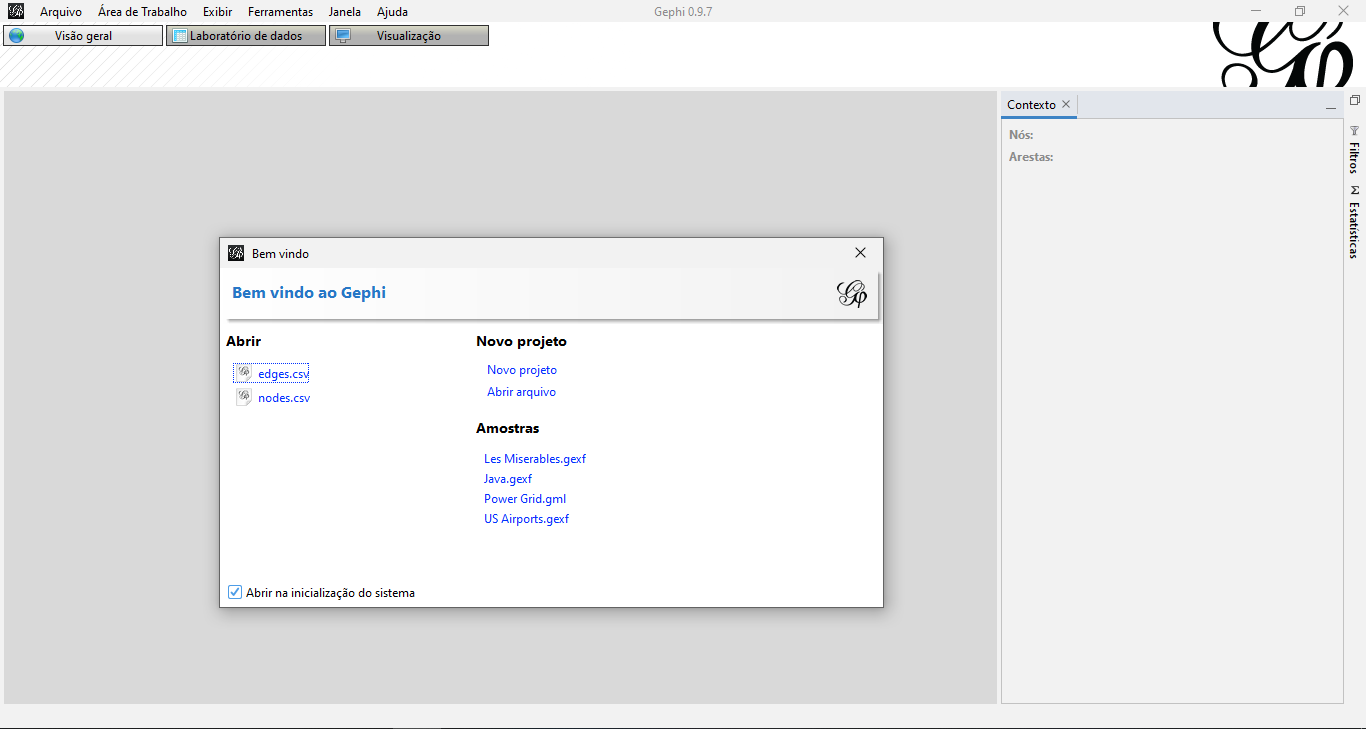 Arquivo Área de Trabalho Exibir Ferramentas Janela Ajuda Gephi 0.9.7
Visão geral Laboratório de dados Visualização
Contexto
Nós:
Arestas:
Filtros
Estatísticas
Bem vindo
Bem vindo ao Gephi
Abrir
edges.csv
nodes.csv
Novo projeto
Novo projeto
Abrir arquivo
Amostras
Les Miserables.gexf
Java.gexf
Power Grid.gml
US Airports.gexf
Abrir na inicialização do sistema